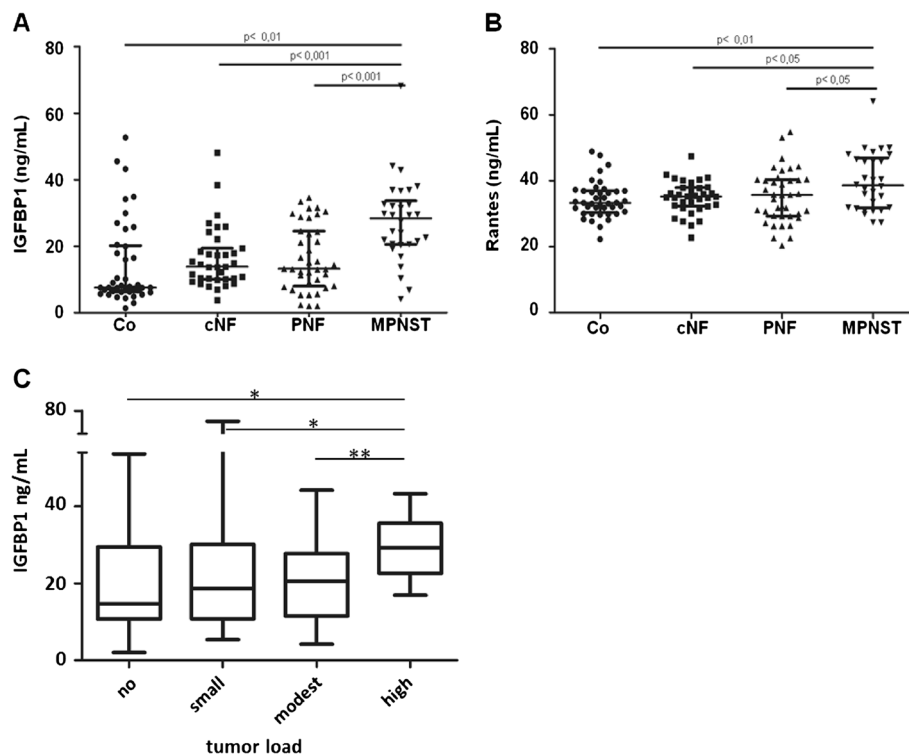 A
p< 0,01
p< 0,001
p< 0,001
IGFBP1 (ng/mL)
80
60
40
20
0
Co cNF PNF MPNST
B
p< 0,01
p< 0,05
p< 0,05
Rantes (ng/mL)
80
60
40
20
0
Co cNF PNF MPNST
C
*
*
**
IGFBP1 ng/mL
80
40
20
0
no small modest high
tumor load